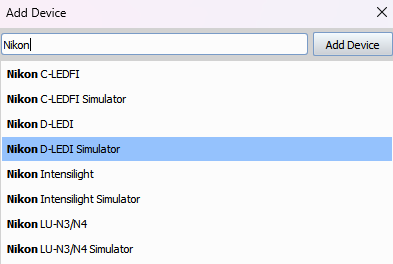 Add Device
Nikon
Add Device
Nikon C-LEDFI
Nikon C-LEDFI Simulator
Nikon D-LEDI
Nikon D-LEDI Simulator
Nikon Intensilight
Nikon Intensilight Simulator
Nikon LU-N3/N4
Nikon LU-N3/N4 Simulator